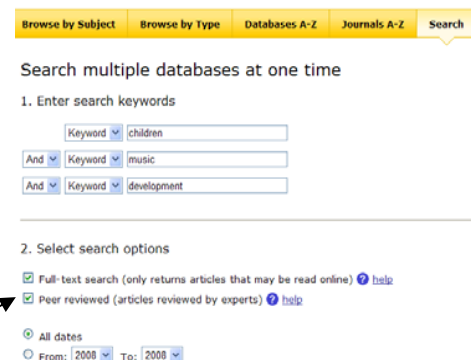 Browse by Subject Browse by Type Databases A-Z Journals A-Z Search
Search multiple databases at one time
1. Enter search keywords
Keyword children
And Keyword music
And Keyword development
2. Select search options
Full-text search (only returns articles that may be read online) ? help
Peer reviewed (articles reviewed by experts) ? help
All dates
From: 2008 To: 2008